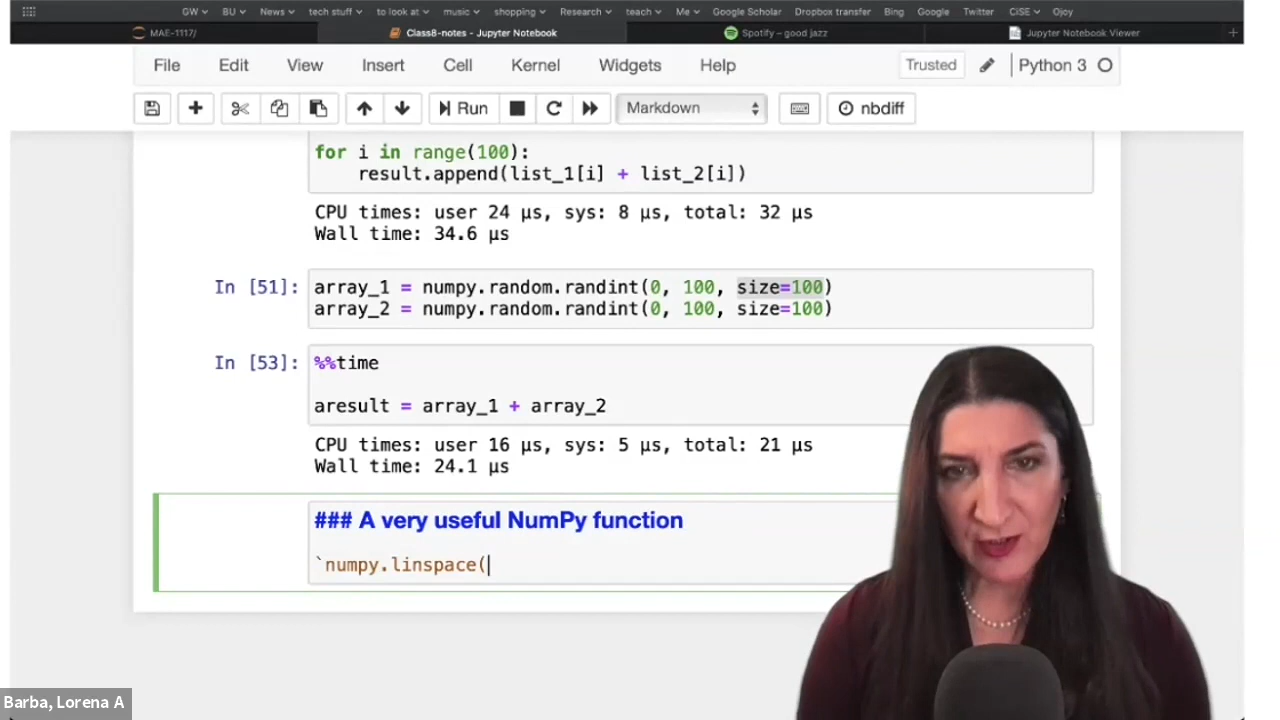 GW BU News tech stuff to look at music shopping Research teach Me Google Scholar Dropbox transfer Bing Google Twitter CiSE Ojoy
MAE-1117/ Class8-notes - Jupyter Notebook Spotify – good jazz Jupyter Notebook Viewer
File Edit View Insert Cell Kernel Widgets Help Trusted Python 3
Run Markdown nbdiff
for i in range(100):
result.append(list_1[i] + list_2[i])
CPU times: user 24 µs, sys: 8 µs, total: 32 µs
Wall time: 34.6 µs
In [51]: array_1 = numpy.random.randint(0, 100, size=100)
array_2 = numpy.random.randint(0, 100, size=100)
In [53]: %%time
aresult = array_1 + array_2
CPU times: user 16 µs, sys: 5 µs, total: 21 µs
Wall time: 24.1 µs
### A very useful NumPy function
`numpy.linspace(
Barba, Lorena A